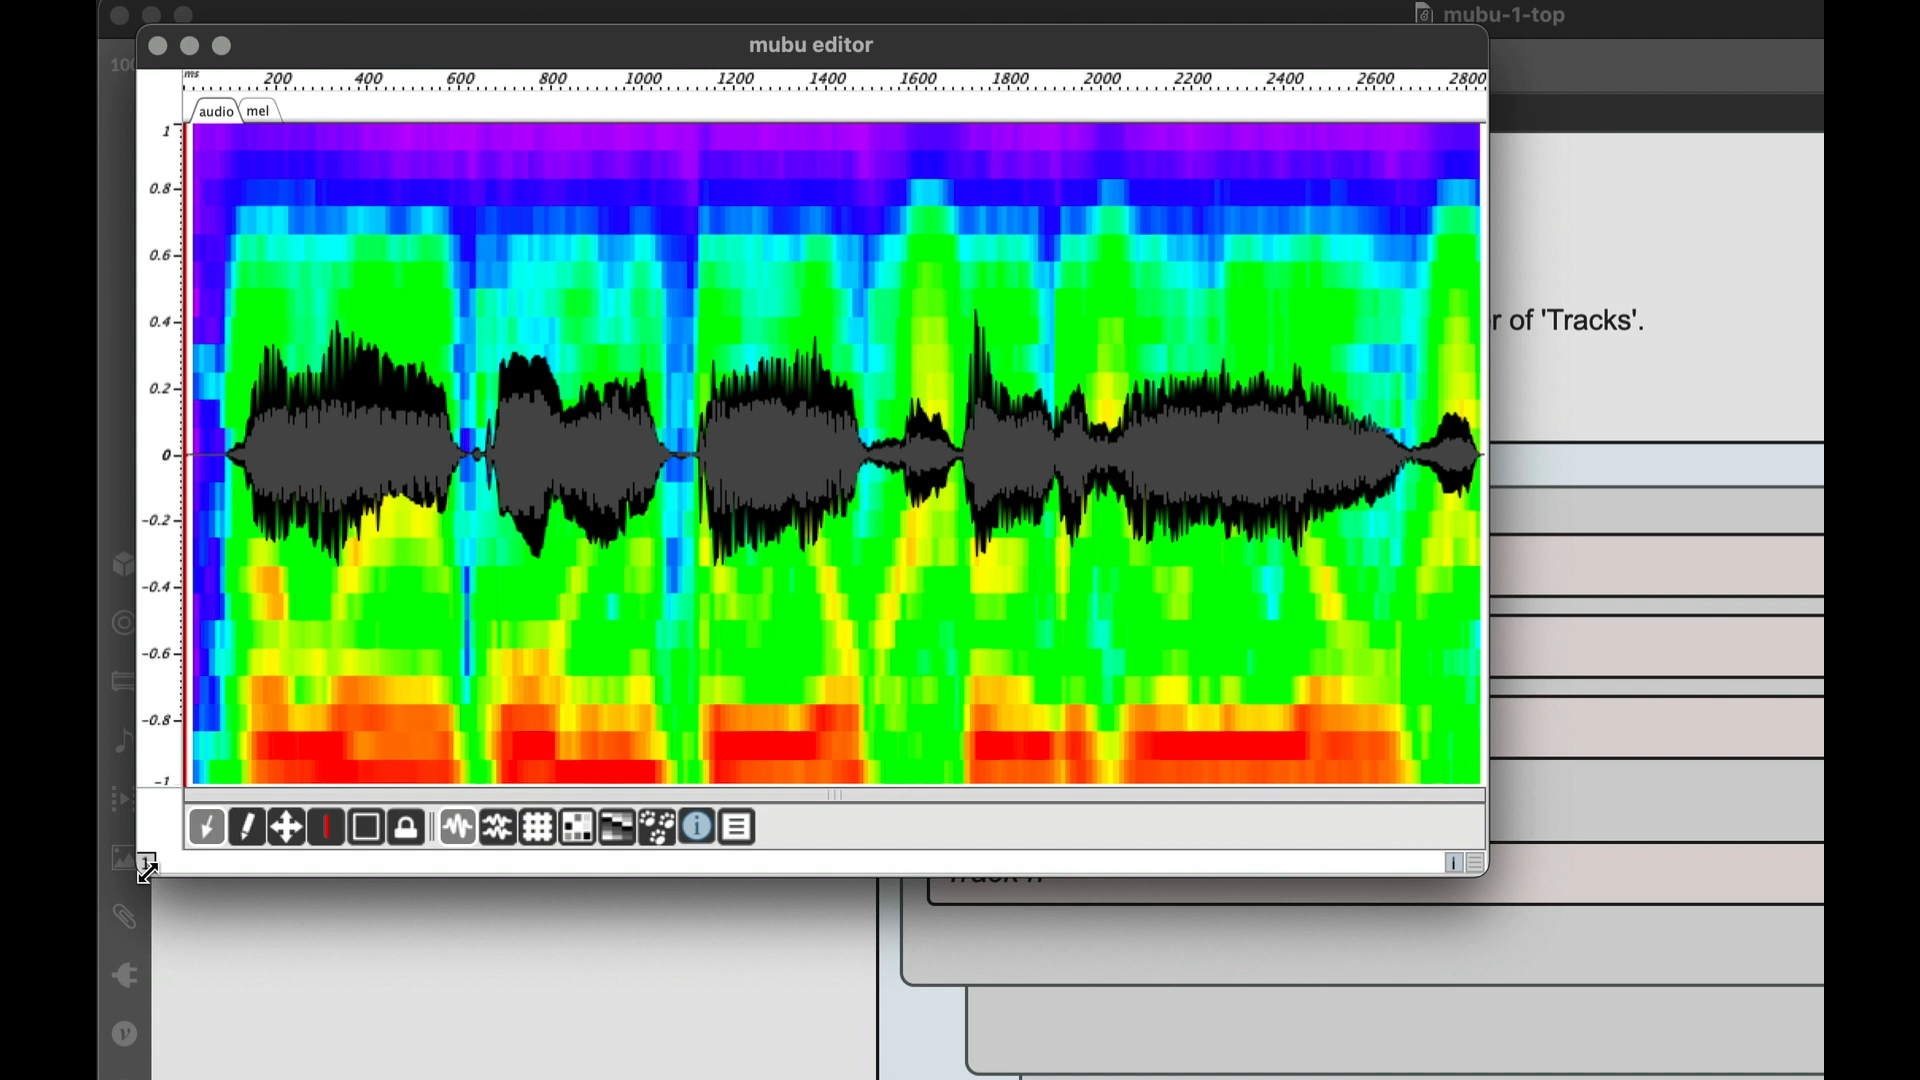 mubu-1-top
mubu editor
100
ms 200 400 600 800 1000 1200 1400 1600 1800 2000 2200 2400 2600 2800
audio mel
1
0.8
0.6
0.4
r of 'Tracks'.
0.2
0
-0.2
-0.4
-0.6
-0.8
-1
1
i